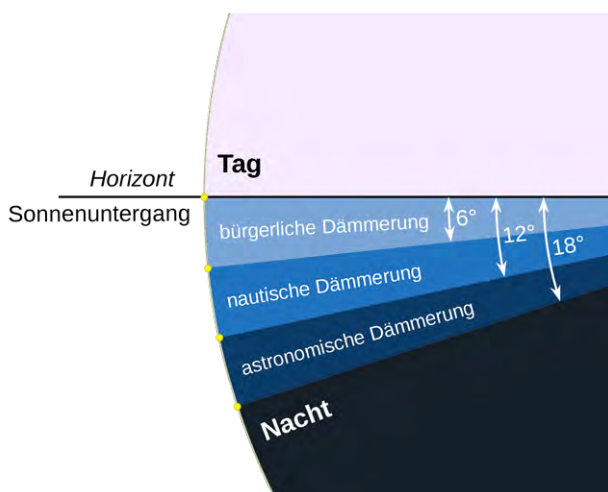 Tag
Horizont
Sonnenuntergang
bürgerliche Dämmerung
6°
nautische Dämmerung
12°
astronomische Dämmerung
18°
Nacht